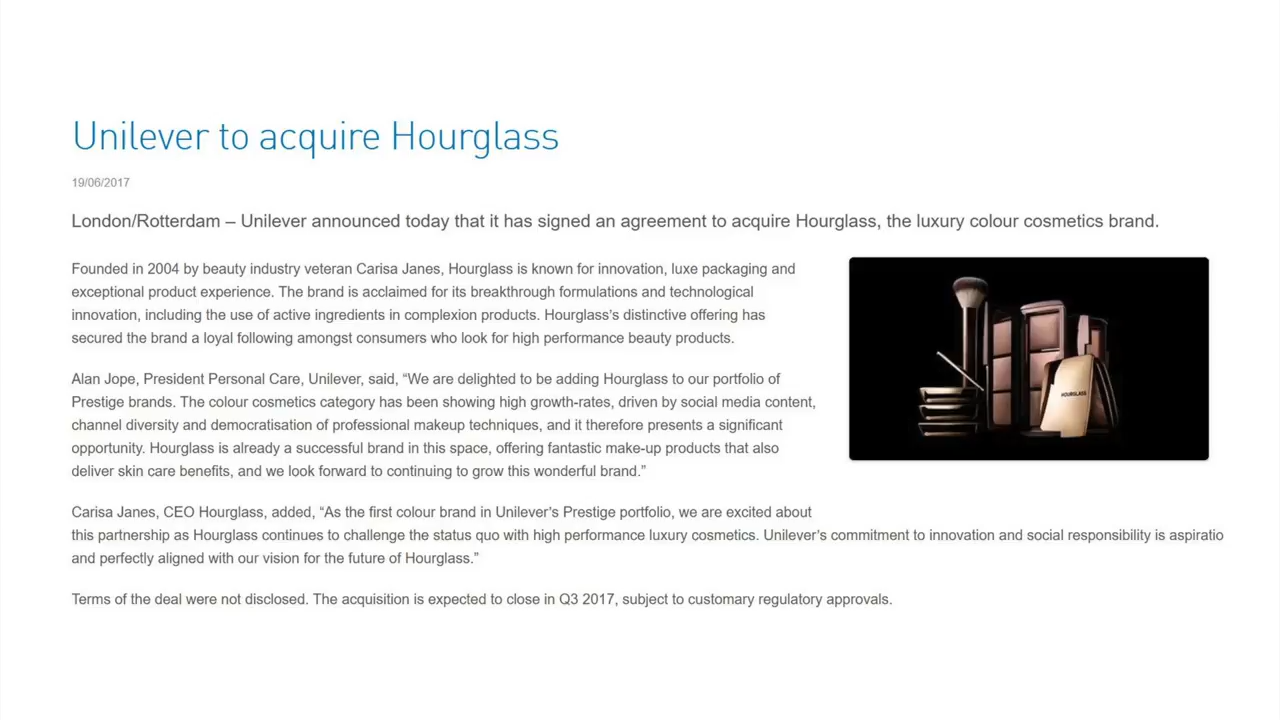 Unilever to acquire Hourglass
19/06/2017
London/Rotterdam – Unilever announced today that it has signed an agreement to acquire Hourglass, the luxury colour cosmetics brand.
Founded in 2004 by beauty industry veteran Carisa Janes, Hourglass is known for innovation, luxe packaging and
exceptional product experience. The brand is acclaimed for its breakthrough formulations and technological
innovation, including the use of active ingredients in complexion products. Hourglass’s distinctive offering has
secured the brand a loyal following amongst consumers who look for high performance beauty products.
Alan Jope, President Personal Care, Unilever, said, “We are delighted to be adding Hourglass to our portfolio of
Prestige brands. The colour cosmetics category has been showing high growth-rates, driven by social media content,
channel diversity and democratisation of professional makeup techniques, and it therefore presents a significant
opportunity. Hourglass is already a successful brand in this space, offering fantastic make-up products that also
deliver skin care benefits, and we look forward to continuing to grow this wonderful brand.”
HOURGLASS
Carisa Janes, CEO Hourglass, added, “As the first colour brand in Unilever’s Prestige portfolio, we are excited about
this partnership as Hourglass continues to challenge the status quo with high performance luxury cosmetics. Unilever’s commitment to innovation and social responsibility is aspiratio
and perfectly aligned with our vision for the future of Hourglass.”
Terms of the deal were not disclosed. The acquisition is expected to close in Q3 2017, subject to customary regulatory approvals.